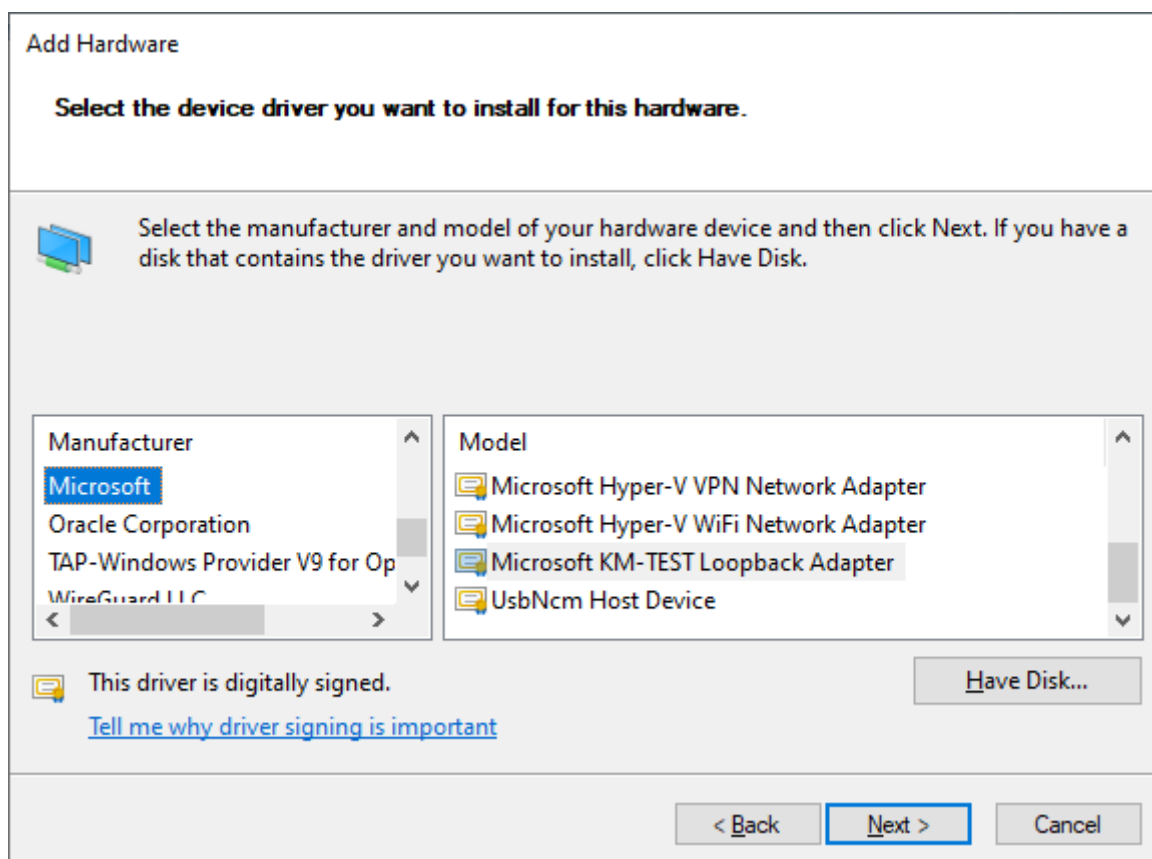 Add Hardware
Select the device driver you want to install for this hardware.
Select the manufacturer and model of your hardware device and then click Next. If you have a
disk that contains the driver you want to install, click Have Disk.
Manufacturer
Microsoft
Oracle Corporation
TAP-Windows Provider V9 for Op
WireGuard LLC
Model
Microsoft Hyper-V VPN Network Adapter
Microsoft Hyper-V WiFi Network Adapter
Microsoft KM-TEST Loopback Adapter
UsbNcm Host Device
This driver is digitally signed.
Tell me why driver signing is important
Have Disk...
< Back
Next >
Cancel